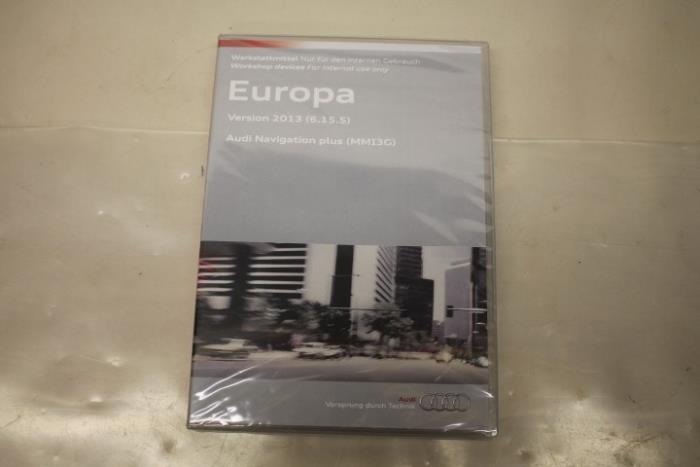 Werkstattmittel Nur für den internen Gebrauch
Workshop devices For internal use only
Europa
Version 2013 (6.15.5)
Audi Navigation plus (MMI3G)
Audi
Vorsprung durch Technik